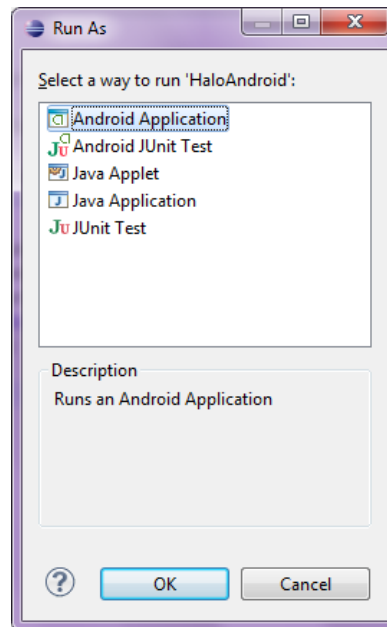 Run As
Select a way to run 'HaloAndroid':
Android Application
Android JUnit Test
Java Applet
Java Application
JUnit Test
Description
Runs an Android Application
OK
Cancel